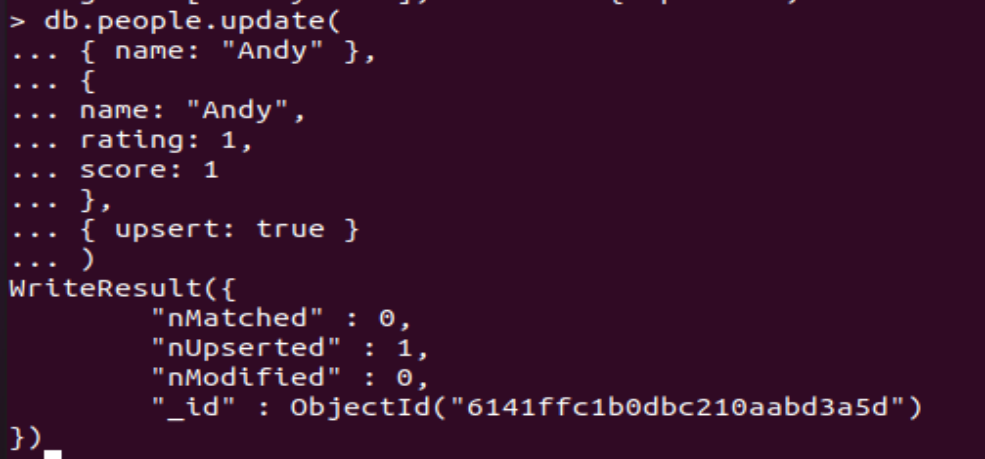 > db.people.update(
... { name: "Andy" },
... {
... name: "Andy",
... rating: 1,
... score: 1
... },
... { upsert: true }
... )
WriteResult({
        "nMatched" : 0,
        "nUpserted" : 1,
        "nModified" : 0,
        "_id" : ObjectId("6141ffc1b0dbc210aabd3a5d")
})